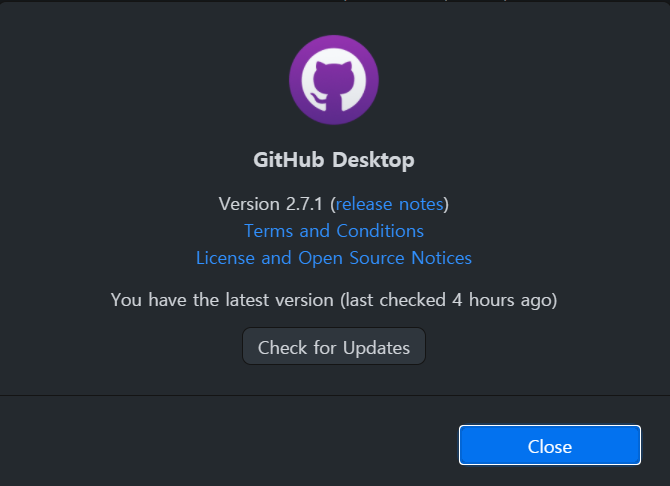 GitHub Desktop
Version 2.7.1 (release notes)
Terms and Conditions
License and Open Source Notices
You have the latest version (last checked 4 hours ago)
Check for Updates
Close